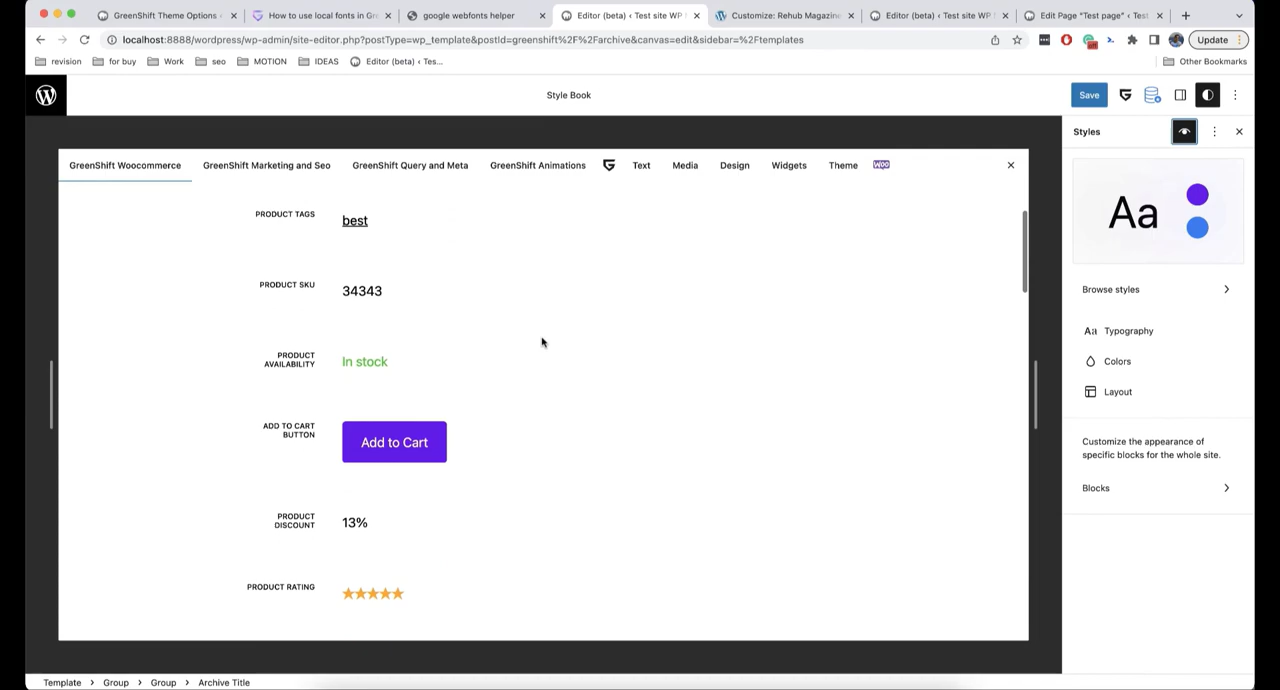 GreenShift Theme Options ‹
How to use local fonts in Gr
google webfonts helper
Editor (beta) ‹ Test site WP
Customize: Rehub Magazine
Editor (beta) ‹ Test site WP
Edit Page "Test page" ‹ Test
localhost:8888/wordpress/wp-admin/site-editor.php?postType=wp_template&postId=greenshift%2F%2Farchive&canvas=edit&sidebar=%2Ftemplates
Update
revision
for buy
Work
seo
MOTION
IDEAS
Editor (beta) ‹ Tes...
Other Bookmarks
Style Book
Save
Styles
GreenShift Woocommerce
GreenShift Marketing and Seo
GreenShift Query and Meta
GreenShift Animations
Text
Media
Design
Widgets
Theme
Woo
PRODUCT TAGS
best
PRODUCT SKU
34343
PRODUCT
AVAILABILITY
In stock
ADD TO CART
BUTTON
Add to Cart
PRODUCT
DISCOUNT
13%
PRODUCT RATING
Aa
Browse styles
Aa Typography
Colors
Layout
Customize the appearance of
specific blocks for the whole site.
Blocks
Template > Group > Group > Archive Title